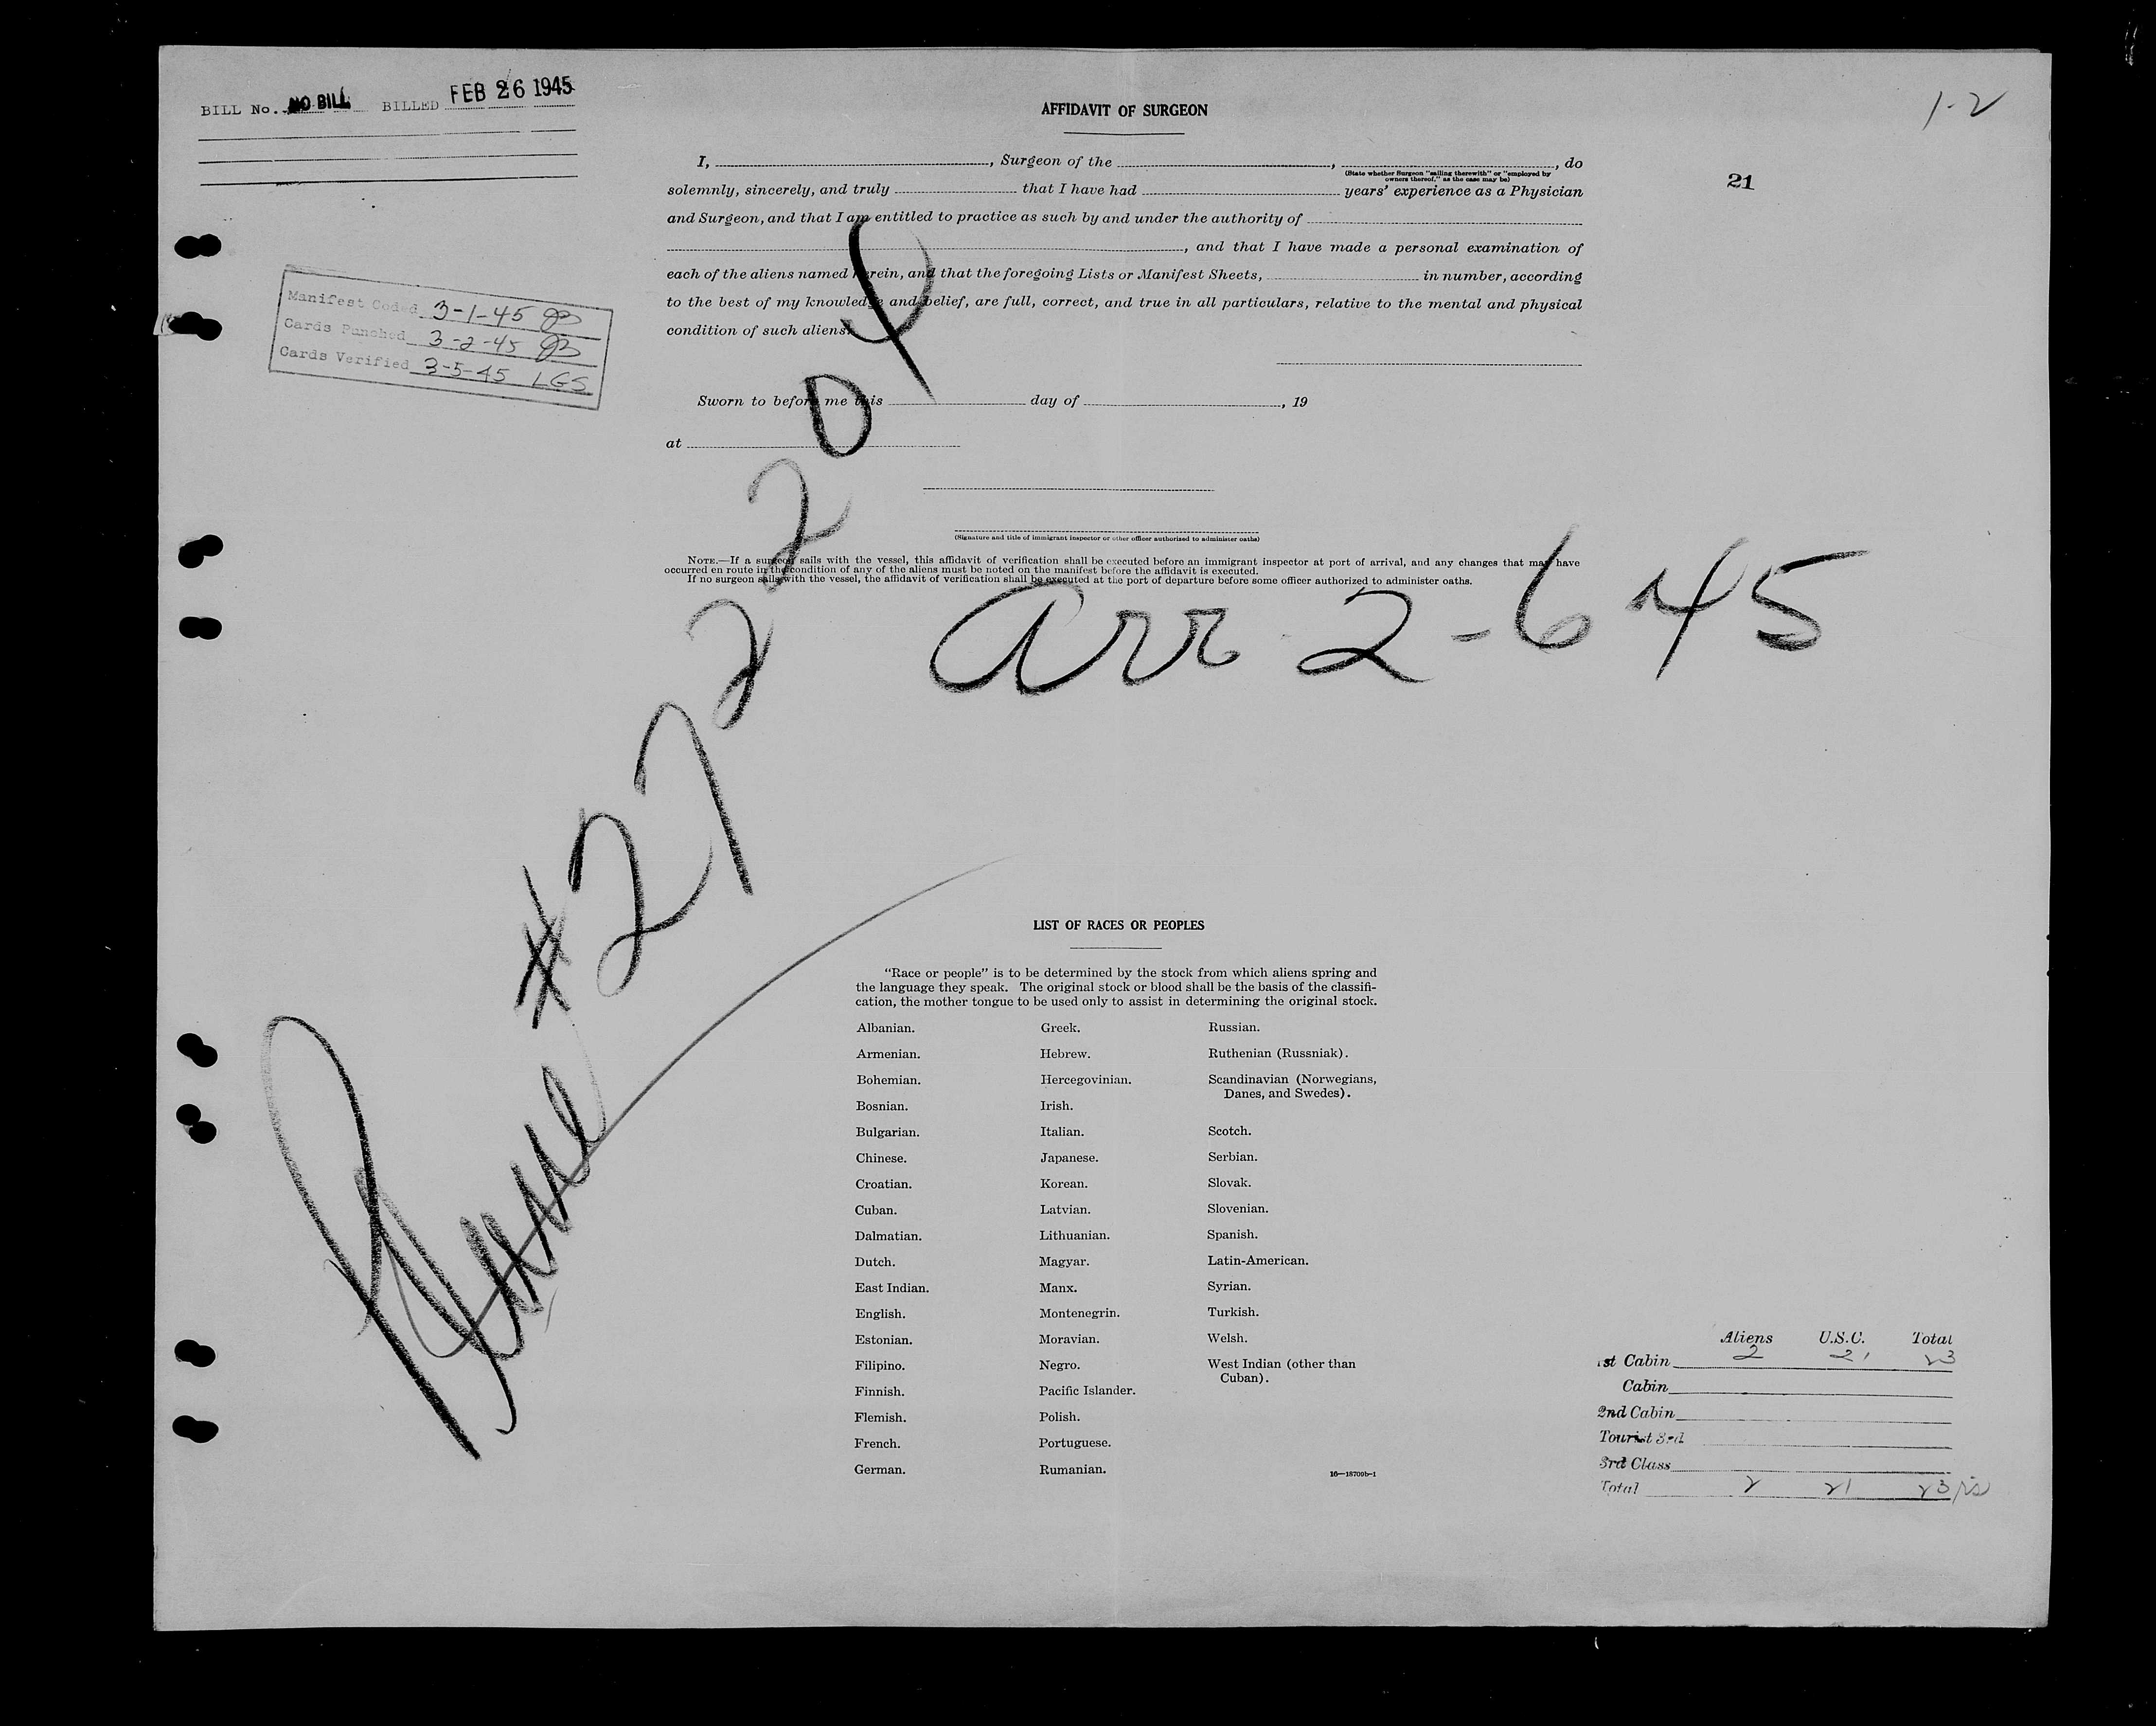 BILL No. NO BILL BILLED FEB 26 1945
1-2
21
Manifest Coded 3-1-45
Cards Punched 3-2-45
Cards Verified 3-5-45 LGS
AFFIDAVIT OF SURGEON
I, , Surgeon of the , , do
(State whether Surgeon "sailing therewith" or "employed by
owners thereof," as the case may be)
solemnly, sincerely, and truly that I have had years' experience as a Physician
and Surgeon, and that I am entitled to practice as such by and under the authority of
, and that I have made a personal examination of
each of the aliens named herein, and that the foregoing Lists or Manifest Sheets, in number, according
to the best of my knowledge and belief, are full, correct, and true in all particulars, relative to the mental and physical
condition of such aliens.
Sworn to before me this day of , 19
at
(Signature and title of immigrant inspector or other officer authorized to administer oaths)
NOTE.—If a surgeon sails with the vessel, this affidavit of verification shall be executed before an immigrant inspector at port of arrival, and any changes that may have
occurred en route in the condition of any of the aliens must be noted on the manifest before the affidavit is executed.
If no surgeon sails with the vessel, the affidavit of verification shall be executed at the port of departure before some officer authorized to administer oaths.
arr 2-6-45
#272204
LIST OF RACES OR PEOPLES
"Race or people" is to be determined by the stock from which aliens spring and
the language they speak. The original stock or blood shall be the basis of the classifi-
cation, the mother tongue to be used only to assist in determining the original stock.
Albanian.
Armenian.
Bohemian.
Bosnian.
Bulgarian.
Chinese.
Croatian.
Cuban.
Dalmatian.
Dutch.
East Indian.
English.
Estonian.
Filipino.
Finnish.
Flemish.
French.
German.
Greek.
Hebrew.
Hercegovinian.
Irish.
Italian.
Japanese.
Korean.
Latvian.
Lithuanian.
Magyar.
Manx.
Montenegrin.
Moravian.
Negro.
Pacific Islander.
Polish.
Portuguese.
Rumanian.
Russian.
Ruthenian (Russniak).
Scandinavian (Norwegians,
Danes, and Swedes).
Scotch.
Serbian.
Slovak.
Slovenian.
Spanish.
Latin-American.
Syrian.
Turkish.
Welsh.
West Indian (other than
Cuban).
16—18709b-1
Aliens U.S.C. Total
1st Cabin 2 21 23
Cabin
2nd Cabin
Tourist 3rd
3rd Class
Total 2 21 23